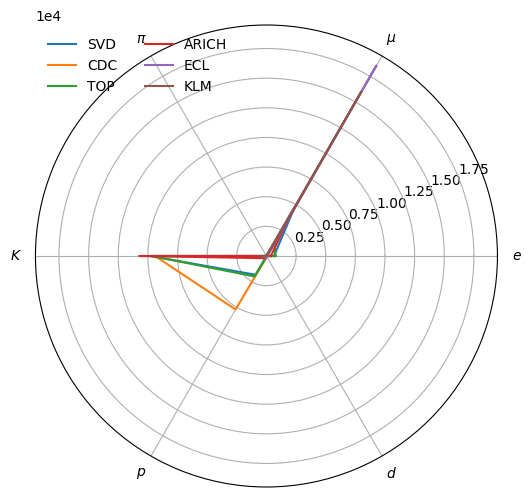 1e4
SVD
CDC
TOP
ARICH
ECL
KLM
π
μ
1.75
1.50
1.25
1.00
0.75
0.50
0.25
K
e
p
d